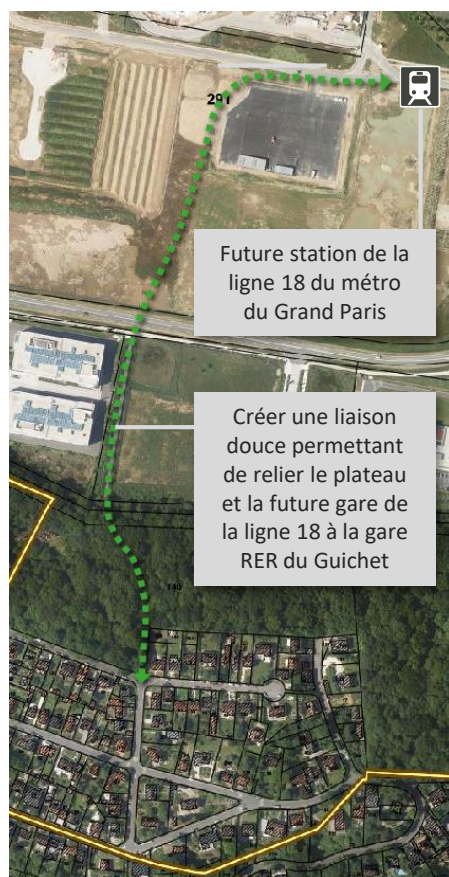 Future station de la
ligne 18 du métro
du Grand Paris
Créer une liaison
douce permettant
de relier le plateau
et la future gare de
la ligne 18 à la gare
RER du Guichet
140